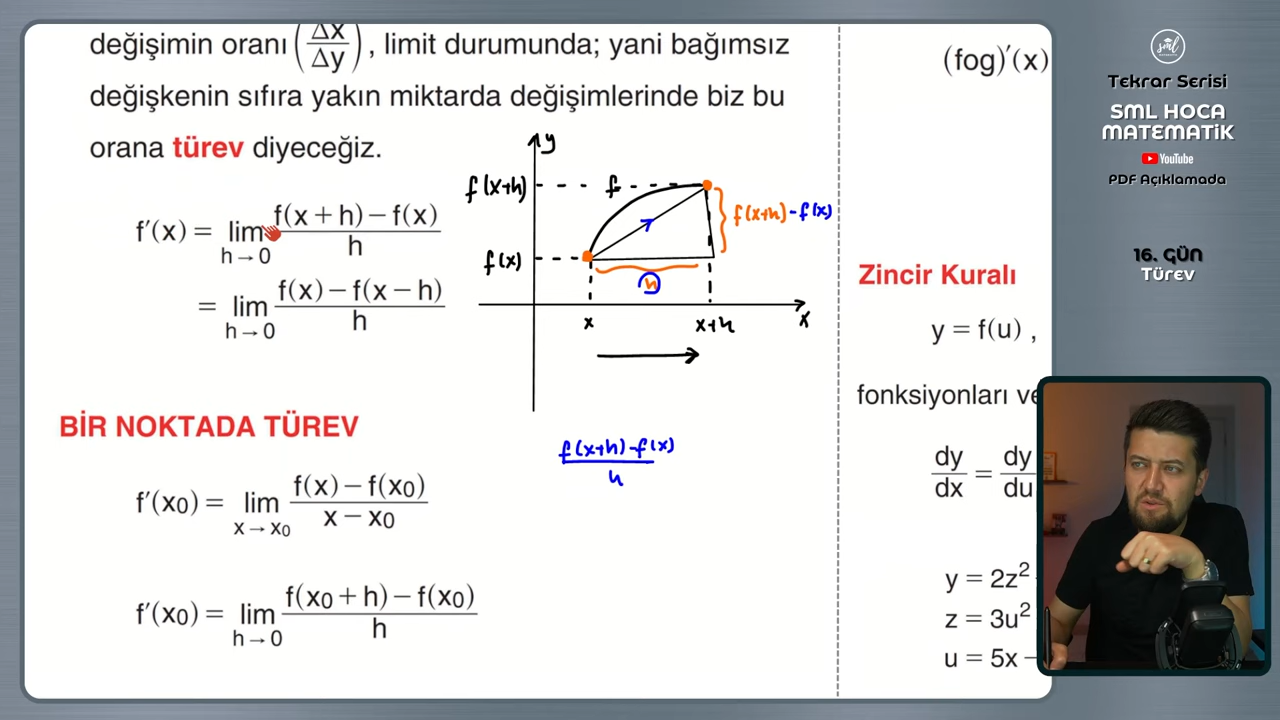 değişimin oranı (Δx/Δy), limit durumunda; yani bağımsız
değişkenin sıfıra yakın miktarda değişimlerinde biz bu
orana türev diyeceğiz.
f′(x) = lim h→0 f(x + h) − f(x) / h
= lim h→0 f(x) − f(x − h) / h
y
f(x+h)
f
f(x+h)-f(x)
f(x)
h
x
x+h
x
f(x+h)-f(x)
h
BİR NOKTADA TÜREV
f′(x0) = lim x→x0 f(x) − f(x0) / x − x0
f′(x0) = lim h→0 f(x0 + h) − f(x0) / h
(fog)′(x)
Zincir Kuralı
y = f(u) ,
fonksiyonları ve
dy/dx = dy/du
y = 2z²
z = 3u²
u = 5x −
sml
Tekrar Serisi
SML HOCA
MATEMATİK
YouTube
PDF Açıklamada
16. GÜN
Türev